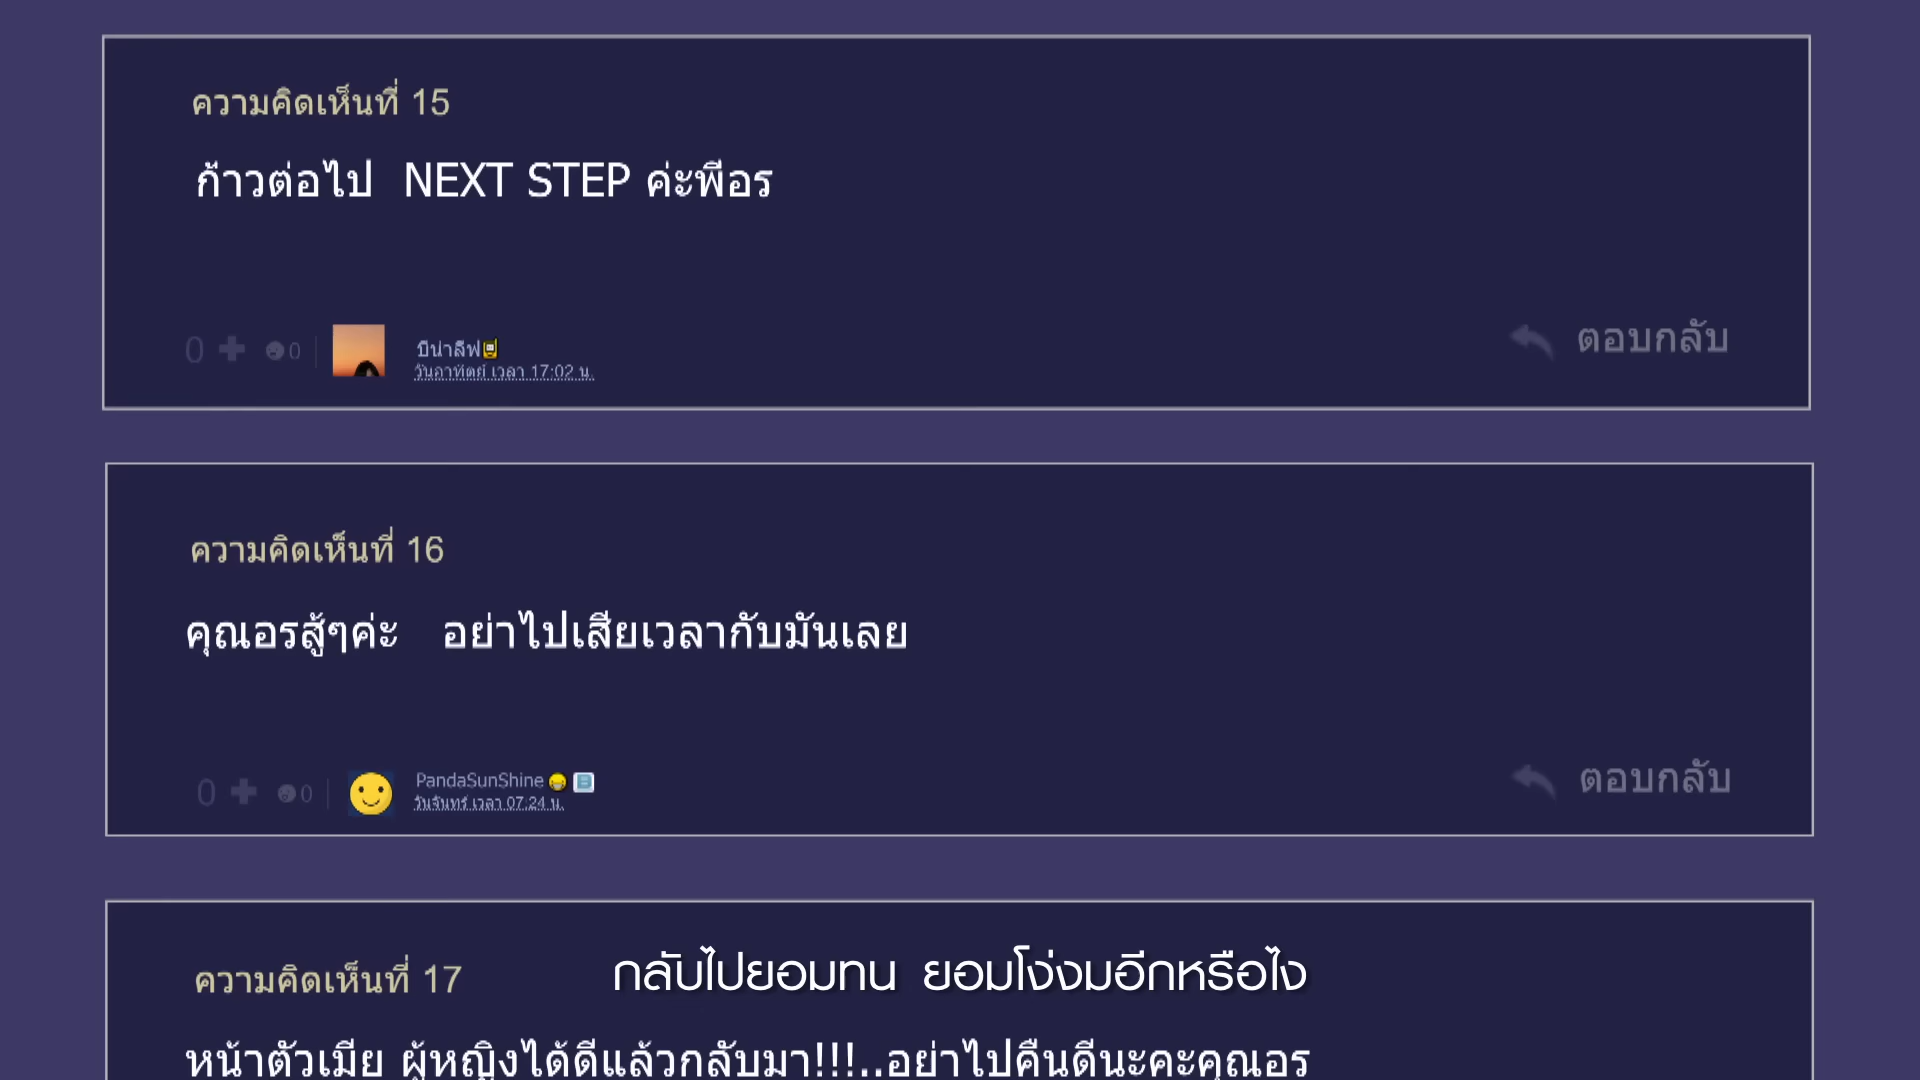 ความคิดเห็นที่ 15
ก้าวต่อไป NEXT STEP ค่ะพี่อร
0 0
บีน่าลีฟ
วันอาทิตย์ เวลา 17:02 น.
ตอบกลับ
ความคิดเห็นที่ 16
คุณอรสู้ๆค่ะ อย่าไปเสียเวลากับมันเลย
0 0
PandaSunShine
วันจันทร์ เวลา 07:24 น.
ตอบกลับ
ความคิดเห็นที่ 17
กลับไปยอมทน ยอมโง่งมอีกหรือไง
หน้าตัวเมีย ผู้หญิงได้ดีแล้วกลับมา!!!..อย่าไปคืนดีนะคะคุณอร